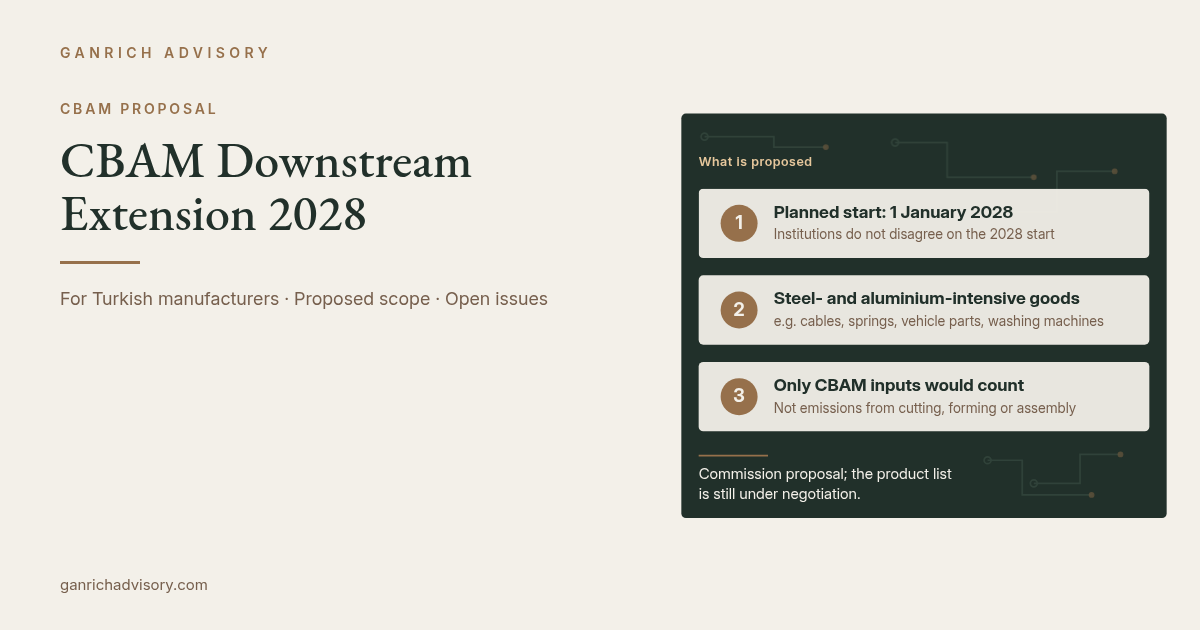 GANRICH ADVISORY
CBAM PROPOSAL
CBAM Downstream
Extension 2028
For Turkish manufacturers · Proposed scope · Open issues
ganrichadvisory.com
What is proposed
1
Planned start: 1 January 2028
Institutions do not disagree on the 2028 start
2
Steel- and aluminium-intensive goods
e.g. cables, springs, vehicle parts, washing machines
3
Only CBAM inputs would count
Not emissions from cutting, forming or assembly
Commission proposal; the product list
is still under negotiation.